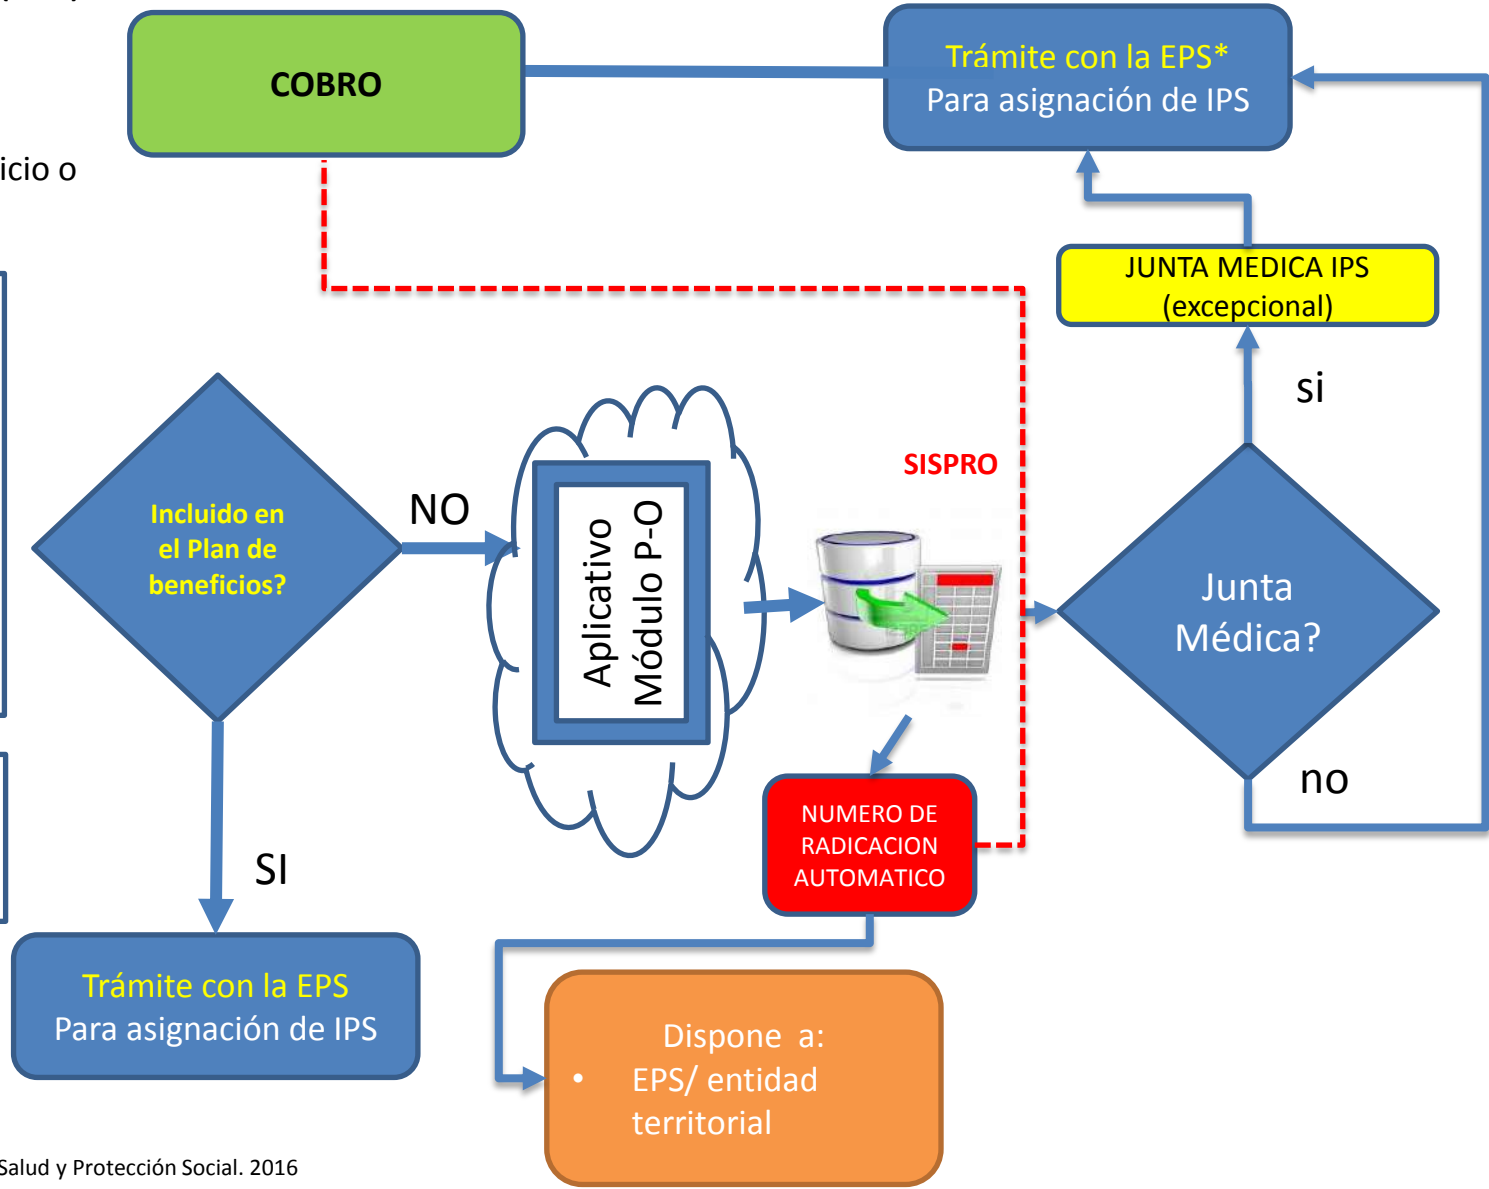 COBRO
Trámite con la EPS*
Para asignación de IPS
icio o
JUNTA MEDICA IPS
(excepcional)
si
SISPRO
Incluido en
el Plan de
beneficios?
NO
Aplicativo
Módulo P-O
Junta
Médica?
no
NUMERO DE
RADICACION
AUTOMATICO
SI
Trámite con la EPS
Para asignación de IPS
Dispone a:
• EPS/ entidad
territorial
Salud y Protección Social. 2016